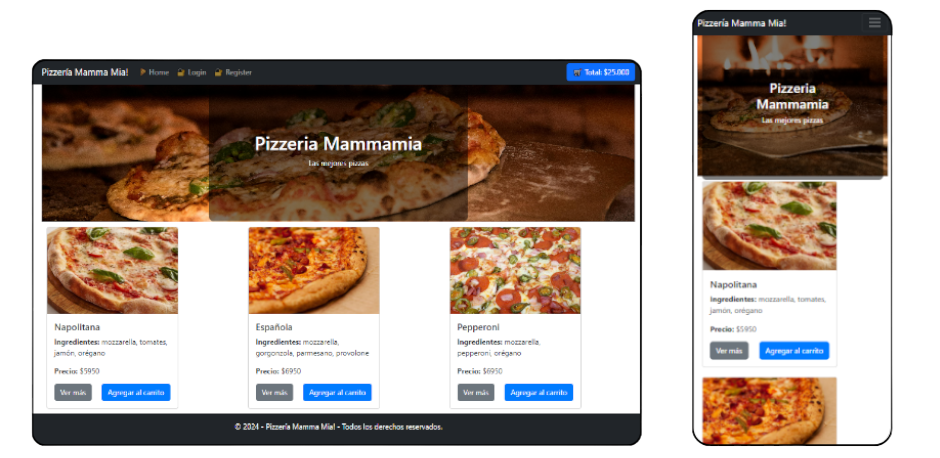 Pizzería Mamma Mia! Home Login Register Total: $25.000
Pizzeria Mammamia
Las mejores pizzas
Napolitana
Ingredientes: mozzarella, tomates,
jamón, orégano
Precio: $5950
Ver más Agregar al carrito
Española
Ingredientes: mozzarella,
gorgonzola, parmesano, provolone
Precio: $6950
Ver más Agregar al carrito
Pepperoni
Ingredientes: mozzarella,
pepperoni, orégano
Precio: $6950
Ver más Agregar al carrito
© 2024 - Pizzería Mamma Mia! - Todos los derechos reservados.
Pizzería Mamma Mia!
Pizzeria
Mammamia
Las mejores pizzas
Napolitana
Ingredientes: mozzarella, tomates,
jamón, orégano
Precio: $5950
Ver más Agregar al carrito